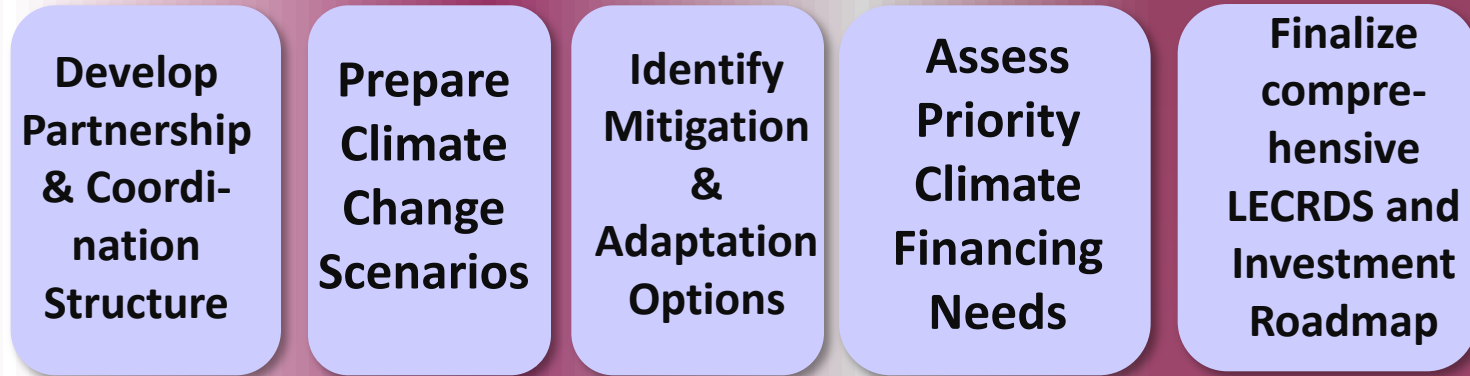 Develop
Partnership
& Coordi-
nation
Structure
Prepare
Climate
Change
Scenarios
Identify
Mitigation
&
Adaptation
Options
Assess
Priority
Climate
Financing
Needs
Finalize
compre-
hensive
LECRDS and
Investment
Roadmap